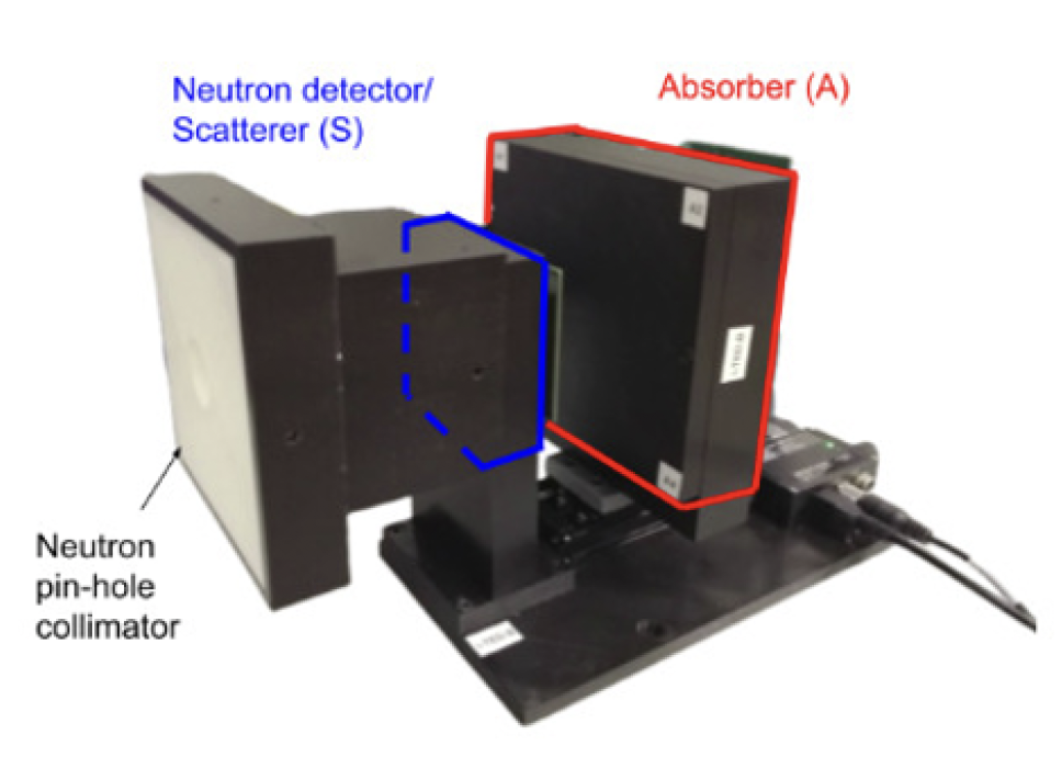 Neutron detector/
Scatterer (S)
Absorber (A)
Neutron
pin-hole
collimator